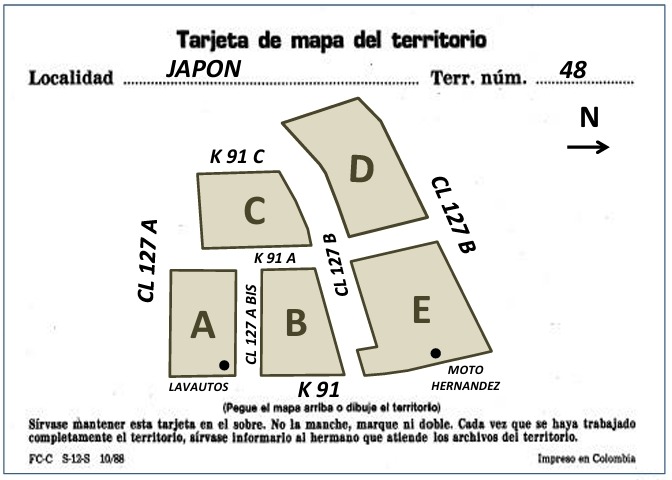 Tarjeta de mapa del territorio
Localidad JAPON Terr. núm. 48
N
D
K 91 C
C
CL 127 B
CL 127 A
CL 127 B
K 91 A
A
CL 127 A BIS
B
E
LAVAUTOS
K 91
MOTO
HERNANDEZ
(Pegue el mapa arriba o dibuje el territorio)
Sírvase mantener esta tarjeta en el sobre. No la manche, marque ni doble. Cada vez que se haya trabajado
completamente el territorio, sírvase informarlo al hermano que atiende los archivos del territorio.
FC-C S-12-S 10/88 Impreso en Colombia